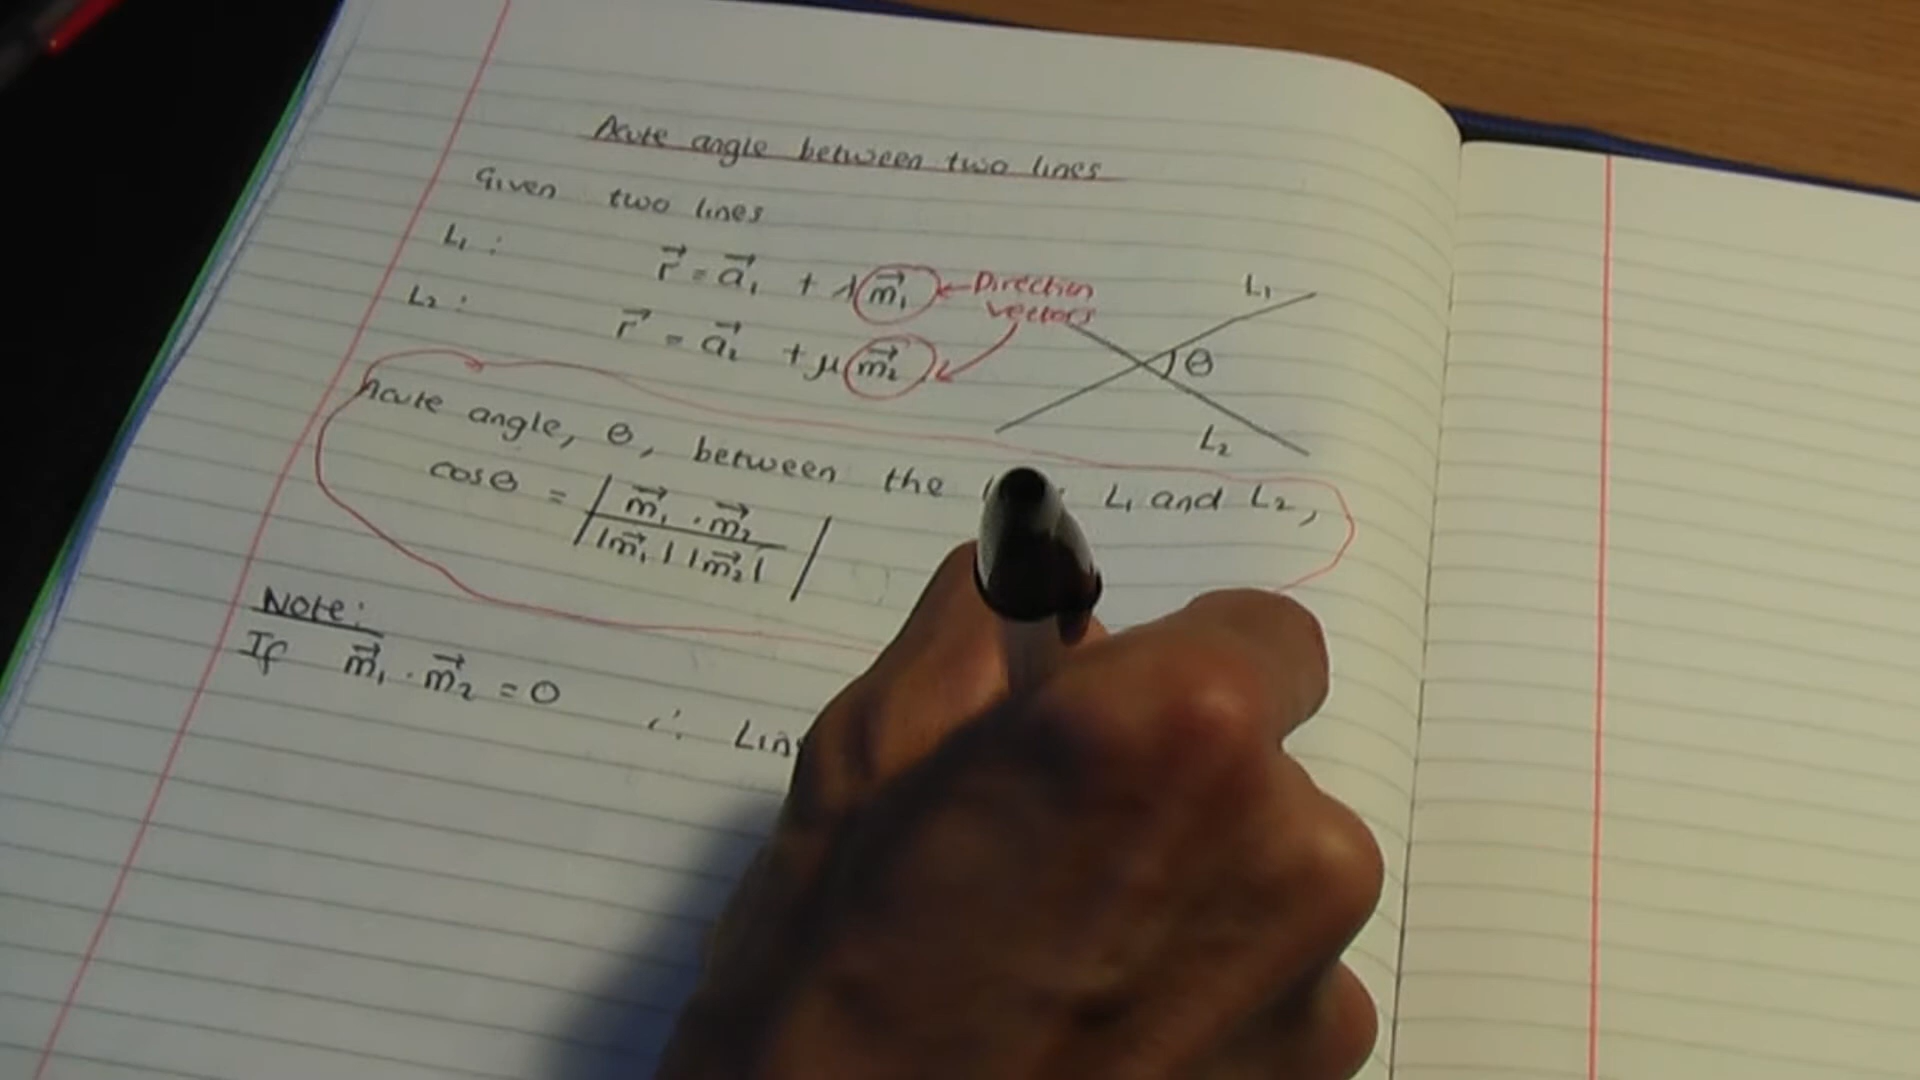 Acute angle between two lines
Given two lines
L₁ : r⃗ = a⃗₁ + λ m⃗₁
Direction vectors
L₂ : r⃗ = a⃗₂ + μ m⃗₂
L₁
θ
L₂
Acute angle, θ, between the L₁ and L₂,
cosθ = | m⃗₁ . m⃗₂ / |m⃗₁| |m⃗₂| |
Note:
If m⃗₁ . m⃗₂ = 0 ∴